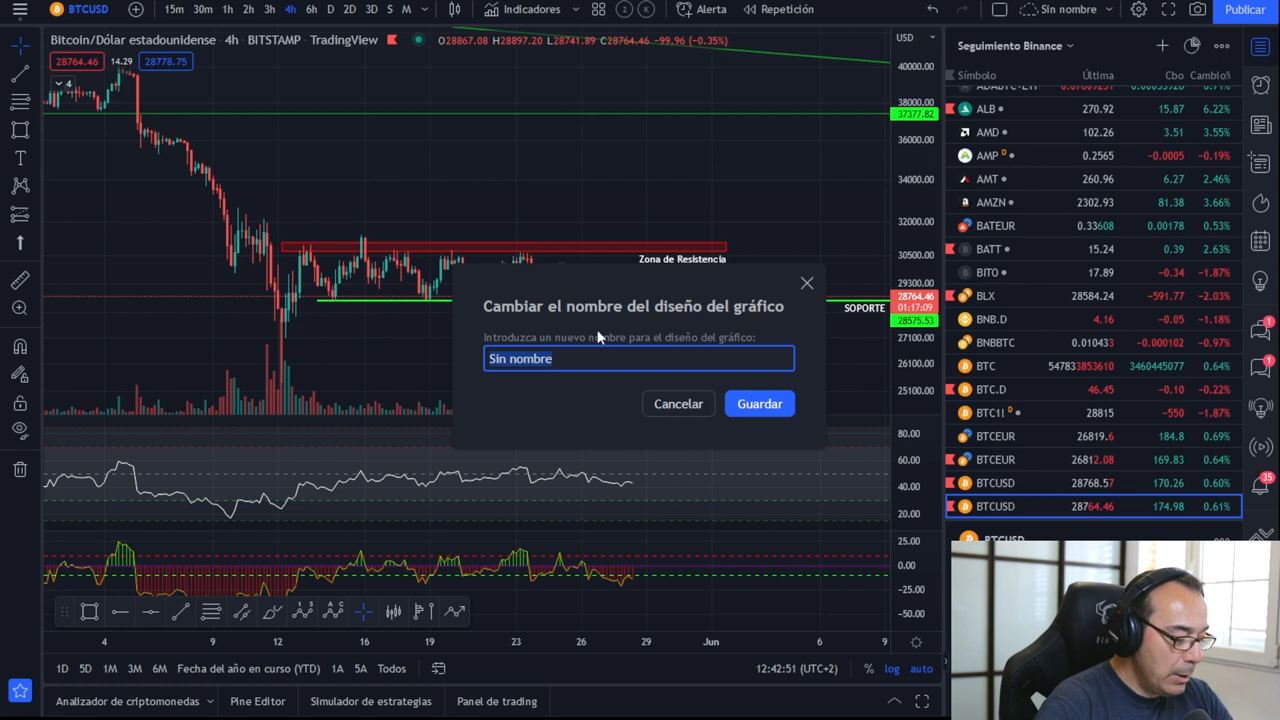 BTCUSD 15m 30m 1h 2h 3h 4h 6h D 2D 3D S M Indicadores 2 K Alerta Repetición Sin nombre Publicar
Bitcoin/Dólar estadounidense · 4h · BITSTAMP · TradingView O28867.08 H28897.20 L28741.89 C28764.46 -99.96 (-0.35%)
28764.46 14.29 28778.75
4
USD
40000.00
38000.00
37377.82
36000.00
34000.00
32000.00
30500.00
29500.00
28764.46
01:17:09
28575.53
27100.00
26100.00
25100.00
80.00
60.00
40.00
20.00
25.00
0.00
-25.00
-50.00
Zona de Resistencia
SOPORTE
Cambiar el nombre del diseño del gráfico
Introduzca un nuevo nombre para el diseño del gráfico:
Sin nombre
Cancelar Guardar
4 9 12 16 19 23 26 29 Jun 6 9
1D 5D 1M 3M 6M Fecha del año en curso (YTD) 1A 5A Todos 12:42:51 (UTC+2) % log auto
Analizador de criptomonedas Pine Editor Simulador de estrategias Panel de trading
Seguimiento Binance
Símbolo Última Cbo Cambio%
ALB 270.92 15.87 6.22%
AMD 102.26 3.51 3.55%
AMP D 0.2565 -0.0005 -0.19%
AMT 260.96 6.27 2.46%
AMZN 2302.93 81.38 3.66%
BATEUR 0.33608 0.00178 0.53%
BATT 15.24 0.39 2.63%
BITO 17.89 -0.34 -1.87%
BLX 28584.24 -591.77 -2.03%
BNB.D 4.16 -0.05 -1.18%
BNBBTC 0.010433 -0.000102 -0.97%
BTC 547833853610 3460445077 0.64%
BTC.D 46.45 -0.10 -0.22%
BTC1! D 28815 -550 -1.87%
BTCEUR 26819.6 184.8 0.69%
BTCEUR 26812.08 169.83 0.64%
BTCUSD 28768.57 170.26 0.60%
BTCUSD 28764.46 174.98 0.61%
BTCUSD
1
1
35